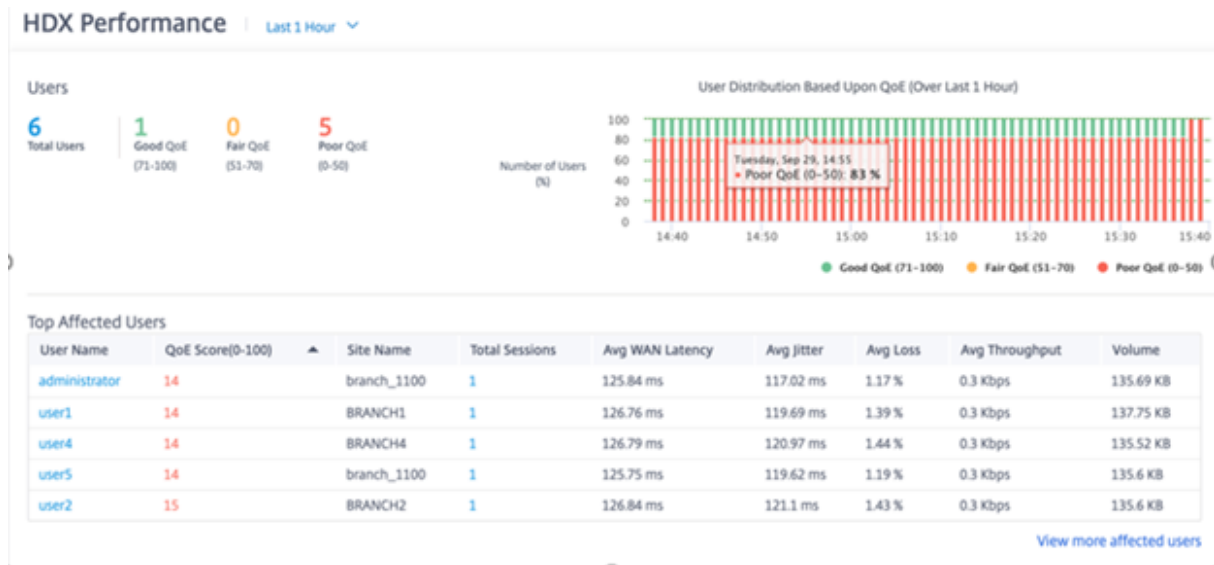 HDX Performance Last 1 Hour
Users
6 1 0 5
Total Users Good QoE Fair QoE Poor QoE
(71-100) (51-70) (0-50)
User Distribution Based Upon QoE (Over Last 1 Hour)
Number of Users
(%)
100
80
60
40
20
0
Tuesday, Sep 29, 14:55
Poor QoE (0-50): 83 %
14:40 14:50 15:00 15:10 15:20 15:30 15:40
Good QoE (71-100) Fair QoE (51-70) Poor QoE (0-50)
Top Affected Users
User Name QoE Score(0-100) Site Name Total Sessions Avg WAN Latency Avg Jitter Avg Loss Avg Throughput Volume
administrator 14 branch_1100 1 125.84 ms 117.02 ms 1.17 % 0.3 Kbps 135.69 KB
user1 14 BRANCH1 1 126.76 ms 119.69 ms 1.39 % 0.3 Kbps 137.75 KB
user4 14 BRANCH4 1 126.79 ms 120.97 ms 1.44 % 0.3 Kbps 135.52 KB
user5 14 branch_1100 1 125.75 ms 119.62 ms 1.19 % 0.3 Kbps 135.6 KB
user2 15 BRANCH2 1 126.84 ms 121.1 ms 1.43 % 0.3 Kbps 135.6 KB
View more affected users